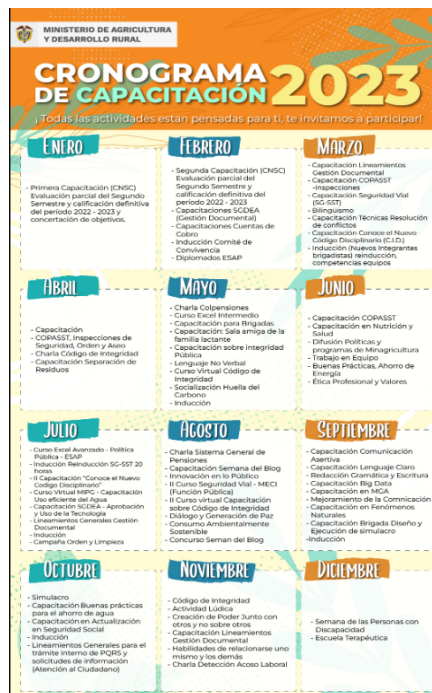 MINISTERIO DE AGRICULTURA
Y DESARROLLO RURAL
CRONOGRAMA
DE CAPACITACIÓN
2023
¡Todas las actividades estan pensadas para ti, te invitamos a participar!
ENERO
- Primera Capacitación (CNSC)
Evaluación parcial del Segundo
Semestre y calificación definitiva
del período 2022 - 2023 y
concertación de objetivos.
FEBRERO
- Segunda Capacitación (CNSC)
Evaluación parcial del
Segundo Semestre y
calificación definitiva del
período 2022 - 2023
- Capacitaciones SGDEA
(Gestión Documental)
- Capacitaciones Cuentas de
Cobro
- Inducción Comité de
Convivencia
- Diplomados ESAP
MARZO
- Capacitación Lineamientos
Gestión Documental
- Capacitación COPASST
-Inspecciones
- Capacitación Seguridad Vial
(SG-SST)
- Bilinguismo
- Capacitación Técnicas Resolución
de conflictos
- Capacitación Conoce el Nuevo
Código Disciplinario (C.I.D.)
- Inducción (Nuevos Integrantes
brigadistas) reinducción,
competencias equipos
ABRIL
- Capacitación
- COPASST, Inspecciones de
Seguridad, Orden y Aseo
- Charla Código de Integridad
- Capacitación Separación de
Residuos
MAYO
- Charla Colpensiones
- Curso Excel Intermedio
- Capacitación para Brigadas
- Capacitación: Sala amiga de la
familia lactante
- Capacitación sobre integridad
Pública
- Lenguaje No Verbal
- Curso Virtual Código de
Integridad
- Socialización Huella del
Carbono
- Inducción
JUNIO
- Capacitación COPASST
- Capacitación en Nutrición y
Salud
- Difusión Políticas y
programas de Minagricultura
- Trabajo en Equipo
- Buenas Prácticas, Ahorro de
Energía
- Ética Profesional y Valores
JULIO
- Curso Excel Avanzado - Política
Pública - ESAP
- Inducción Reinducción SG-SST 20
horas
- II Capacitación "Conoce el Nuevo
Codigo Disciplinario"
- Curso Virtual MIPG - Capacitación
Uso eficiente del Agua
- Capacitación SGDEA - Aprobación
y Uso de la Tecnología
- Lineamientos Generales Gestión
Documental
- Inducción
- Campaña Orden y Limpieza
AGOSTO
- Charla Sistema General de
Pensiones
- Capacitación Semana del Blog
- Innovación en lo Público
- II Curso Seguridad Vial - MECI
(Función Pública)
- II Curso virtual Capacitación
sobre Código de Integridad
- Diálogo y Generación de Paz
- Consumo Ambientalmente
Sostenible
- Concurso Seman del Blog
SEPTIEMBRE
- Capacitación Comunicación
Asertiva
- Capacitación Lenguaje Claro
- Redacción Gramática y Escritura
- Capacitación Big Data
- Capacitación en MGA
- Mejoramiento de la Comnicación
- Capacitación en Fenómenos
Naturales
- Capacitación Brigada Diseño y
Ejecución de simulacro
-Inducción
OCTUBRE
- Simulacro
- Capacitación Buenas prácticas
para el ahorro de agua
- Capacitación en Actualización
en Seguridad Social
- Inducción
- Lineamientos Generales para el
trámite interno de PQRS y
solicitudes de información
(Atención al Ciudadano)
NOVIEMBRE
- Código de Integridad
- Actividad Lúdica
- Creación de Poder Junto con
otros y no sobre otros
- Capacitación Lineamientos
Gestión Documental
- Habilidades de relacionarse uno
mismo y los demás
- Charla Detección Acoso Laboral
DICIEMBRE
- Semana de las Personas con
Discapacidad
- Escuela Terapéutica